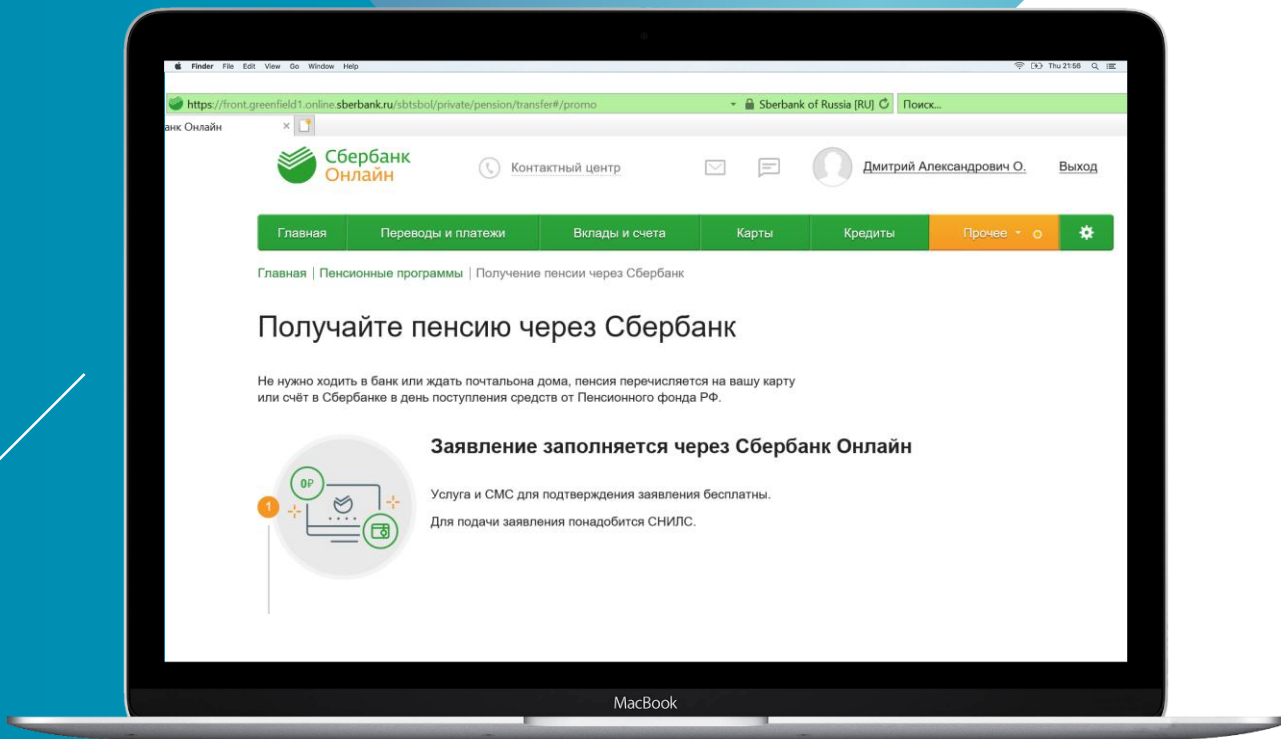 Finder File Edit View Go Window Help
Thu 21:56
https://front.greenfield1.online.sberbank.ru/sbtsbol/private/pension/transfer#/promo
Sberbank of Russia [RU]
Поиск...
анк Онлайн
Сбербанк
Онлайн
Контактный центр
Дмитрий Александрович О.
Выход
Главная
Переводы и платежи
Вклады и счета
Карты
Кредиты
Прочее
Главная | Пенсионные программы | Получение пенсии через Сбербанк
Получайте пенсию через Сбербанк
Не нужно ходить в банк или ждать почтальона дома, пенсия перечисляется на вашу карту
или счёт в Сбербанке в день поступления средств от Пенсионного фонда РФ.
Заявление заполняется через Сбербанк Онлайн
0₽
1
Услуга и СМС для подтверждения заявления бесплатны.
Для подачи заявления понадобится СНИЛС.
MacBook